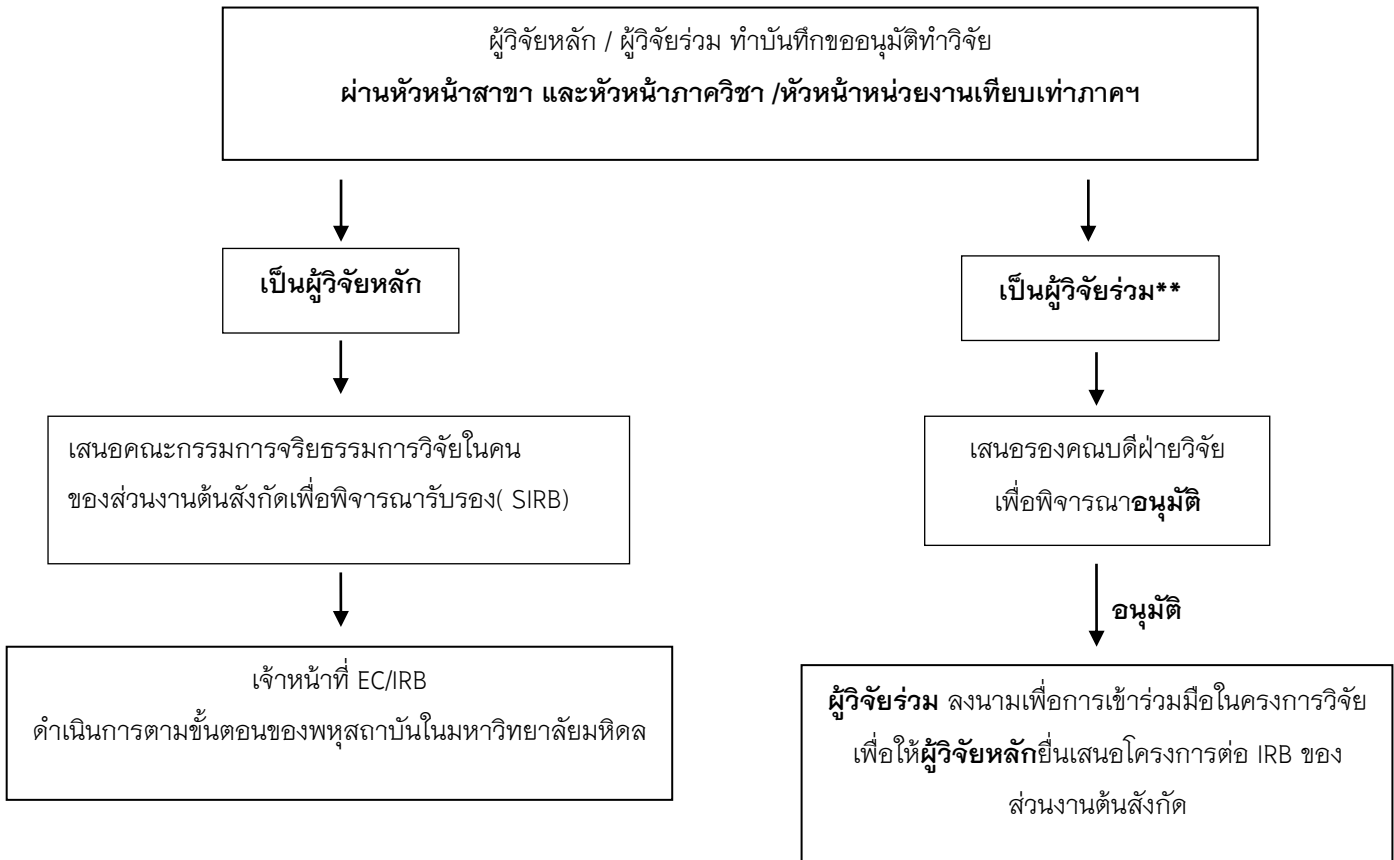 ผู้วิจัยหลัก / ผู้วิจัยร่วม ทำบันทึกขออนุมัติทำวิจัย
ผ่านหัวหน้าสาขา และหัวหน้าภาควิชา /หัวหน้าหน่วยงานเทียบเท่าภาคฯ
เป็นผู้วิจัยหลัก
เสนอคณะกรรมการจริยธรรมการวิจัยในคน
ของส่วนงานต้นสังกัดเพื่อพิจารณารับรอง( SIRB)
เจ้าหน้าที่ EC/IRB
ดำเนินการตามขั้นตอนของพหุสถาบันในมหาวิทยาลัยมหิดล
เป็นผู้วิจัยร่วม**
เสนอรองคณบดีฝ่ายวิจัย
เพื่อพิจารณาอนุมัติ
อนุมัติ
ผู้วิจัยร่วม ลงนามเพื่อการเข้าร่วมมือในครงการวิจัย
เพื่อให้ผู้วิจัยหลักยื่นเสนอโครงการต่อ IRB ของ
ส่วนงานต้นสังกัด